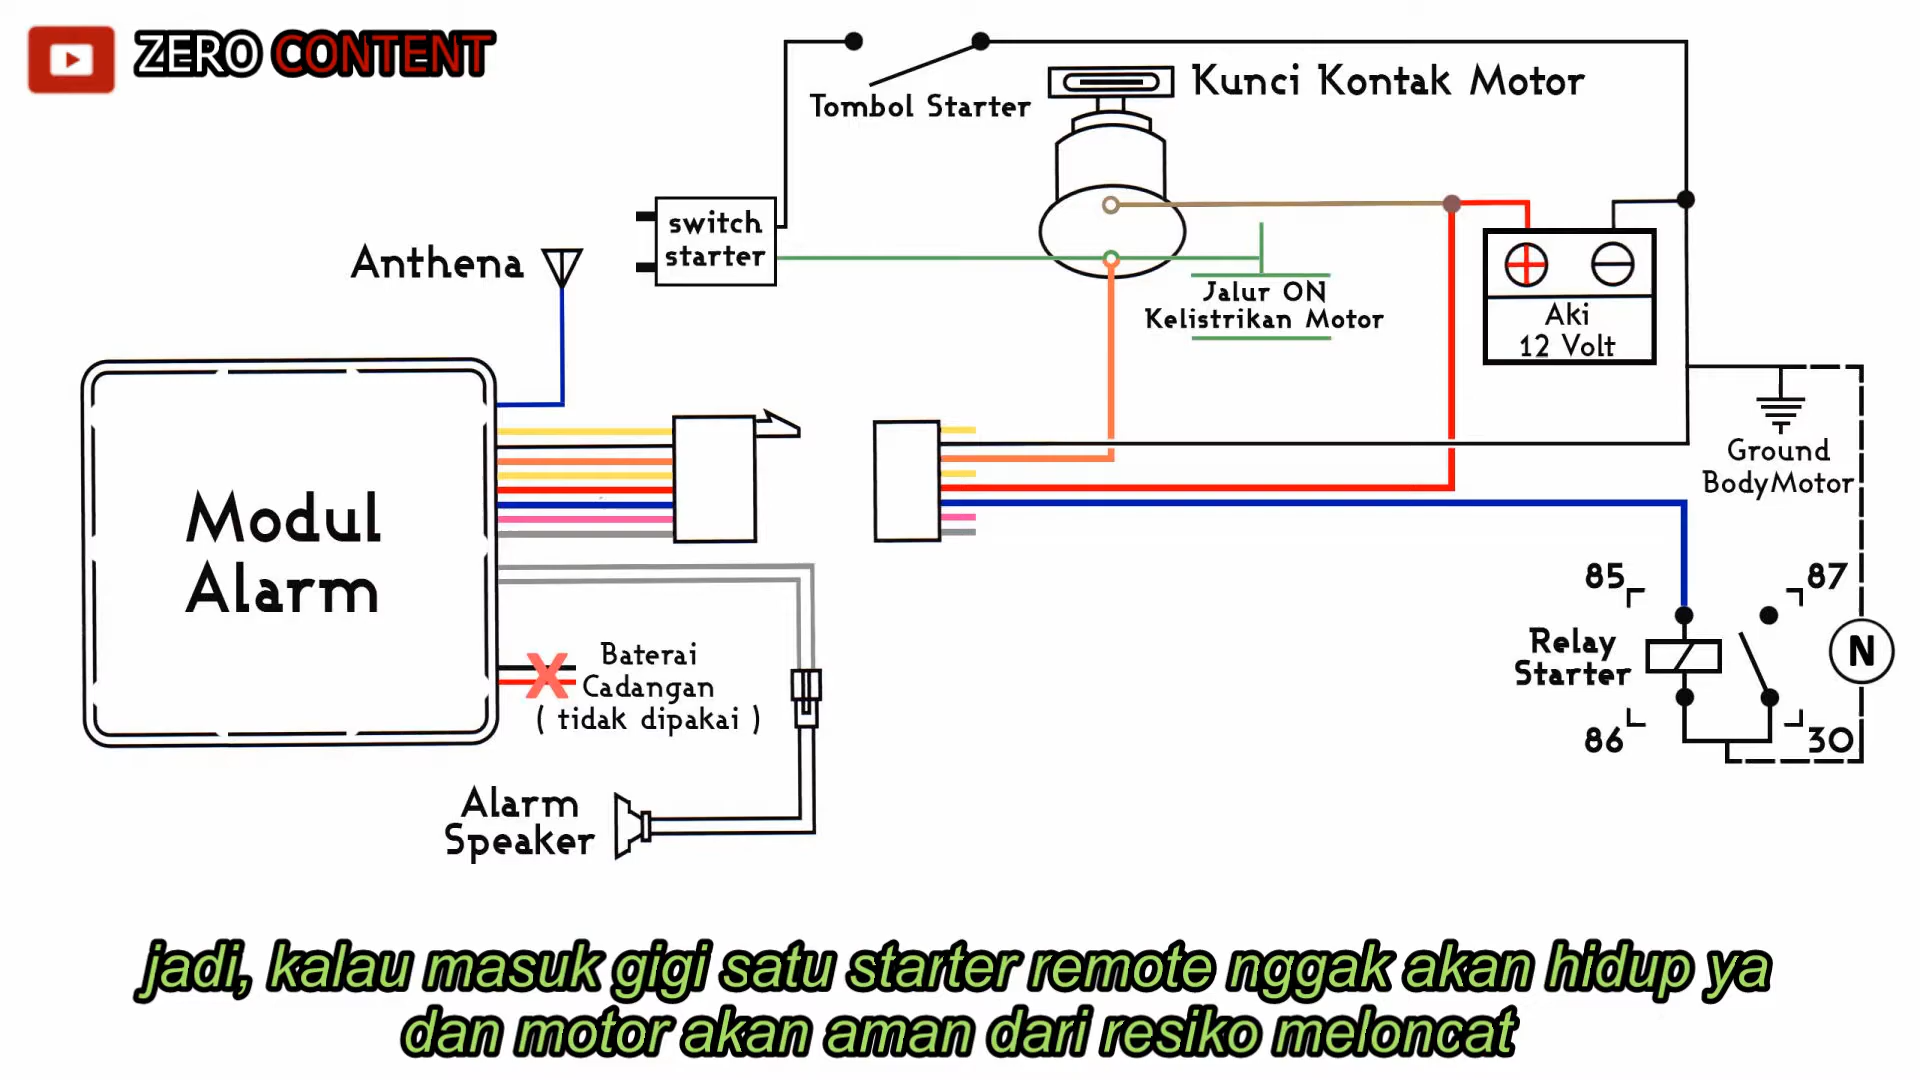 ZERO CONTENT
Tombol Starter
Kunci Kontak Motor
switch
starter
Anthena
Jalur ON
Kelistrikan Motor
Aki
12 Volt
Ground
BodyMotor
Modul
Alarm
85
87
Relay
Starter
N
86
30
Baterai
Cadangan
( tidak dipakai )
Alarm
Speaker
jadi, kalau masuk gigi satu starter remote nggak akan hidup ya
dan motor akan aman dari resiko meloncat